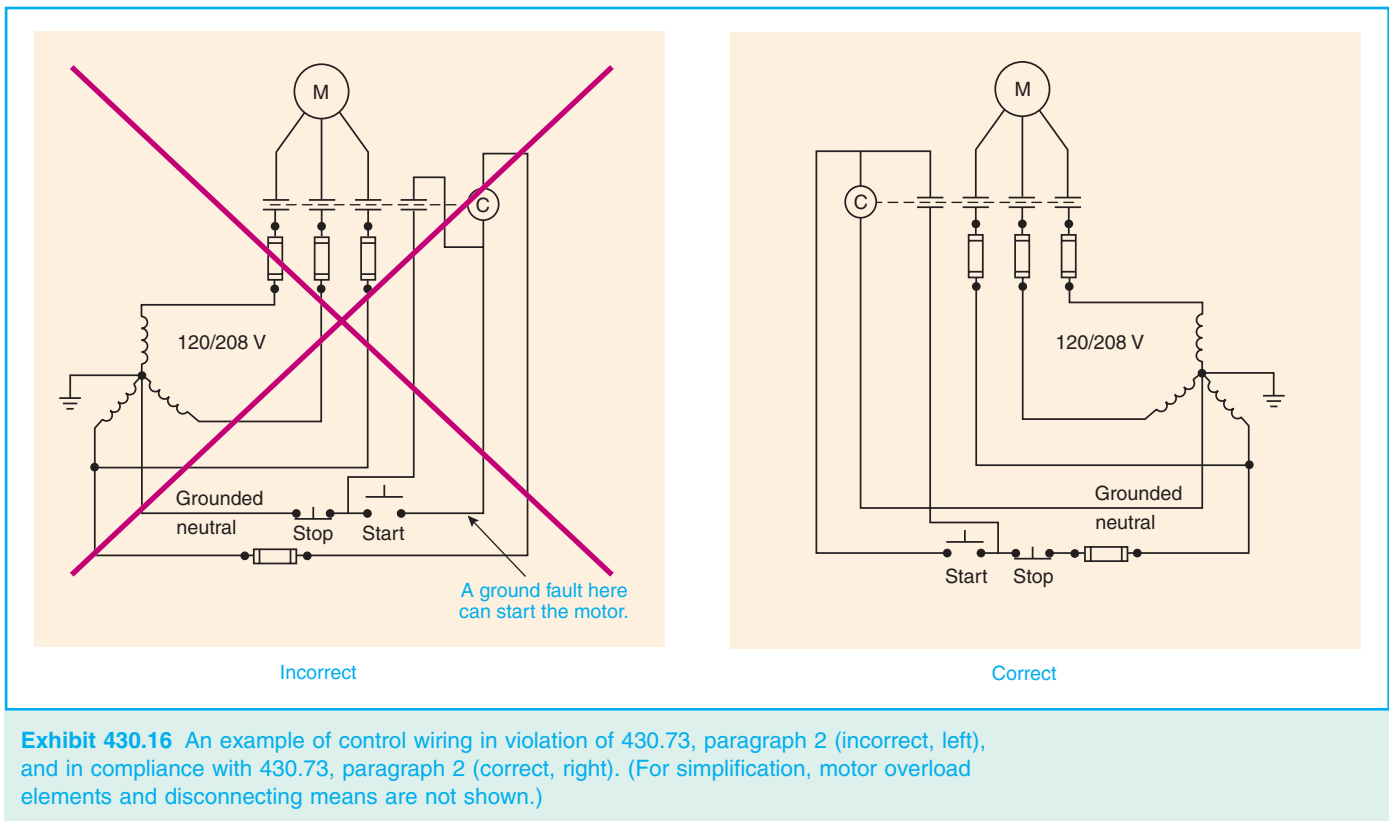 M
C
120/208 V
Grounded
neutral
Stop
Start
A ground fault here
can start the motor.
Incorrect
M
C
120/208 V
Grounded
neutral
Start
Stop
Correct
Exhibit 430.16 An example of control wiring in violation of 430.73, paragraph 2 (incorrect, left),
and in compliance with 430.73, paragraph 2 (correct, right). (For simplification, motor overload
elements and disconnecting means are not shown.)